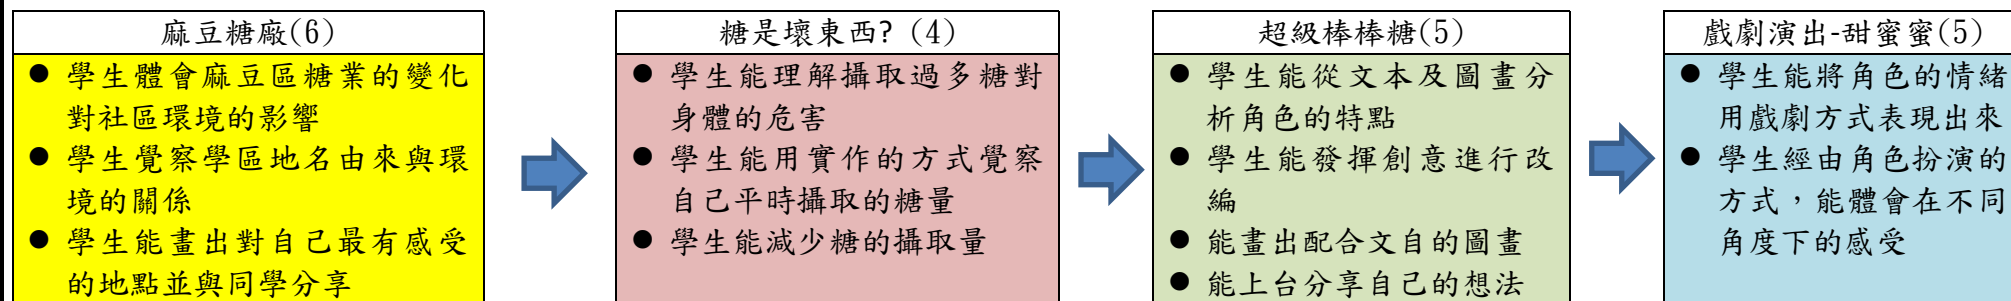 麻豆糖廠(6)
● 學生體會麻豆區糖業的變化
對社區環境的影響
● 學生覺察學區地名由來與環
境的關係
● 學生能畫出對自己最有感受
的地點並與同學分享
糖是壞東西? (4)
● 學生能理解攝取過多糖對
身體的危害
● 學生能用實作的方式覺察
自己平時攝取的糖量
● 學生能減少糖的攝取量
超級棒棒糖(5)
● 學生能從文本及圖畫分
析角色的特點
● 學生能發揮創意進行改
編
● 能畫出配合文自的圖畫
● 能上台分享自己的想法
戲劇演出-甜蜜蜜(5)
● 學生能將角色的情緒
用戲劇方式表現出來
● 學生經由角色扮演的
方式，能體會在不同
角度下的感受